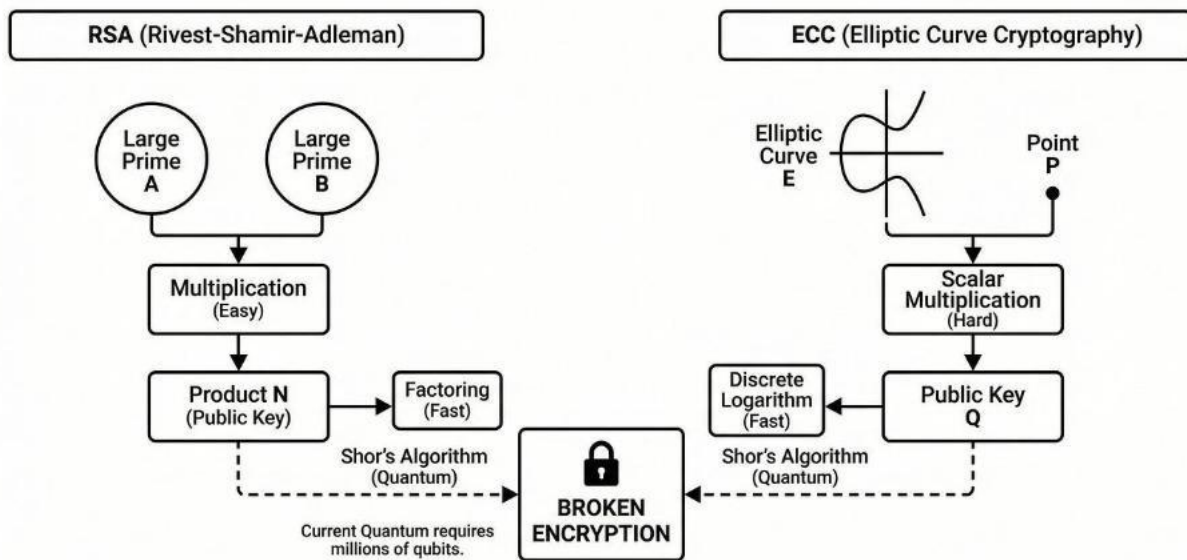 RSA (Rivest-Shamir-Adleman)
Large
Prime
A
Large
Prime
B
Multiplication
(Easy)
Product N
(Public Key)
Factoring
(Fast)
Shor's Algorithm
(Quantum)
Current Quantum requires
millions of qubits.
BROKEN
ENCRYPTION
ECC (Elliptic Curve Cryptography)
Elliptic
Curve
E
Point
P
Scalar
Multiplication
(Hard)
Public Key
Q
Discrete
Logarithm
(Fast)
Shor's Algorithm
(Quantum)